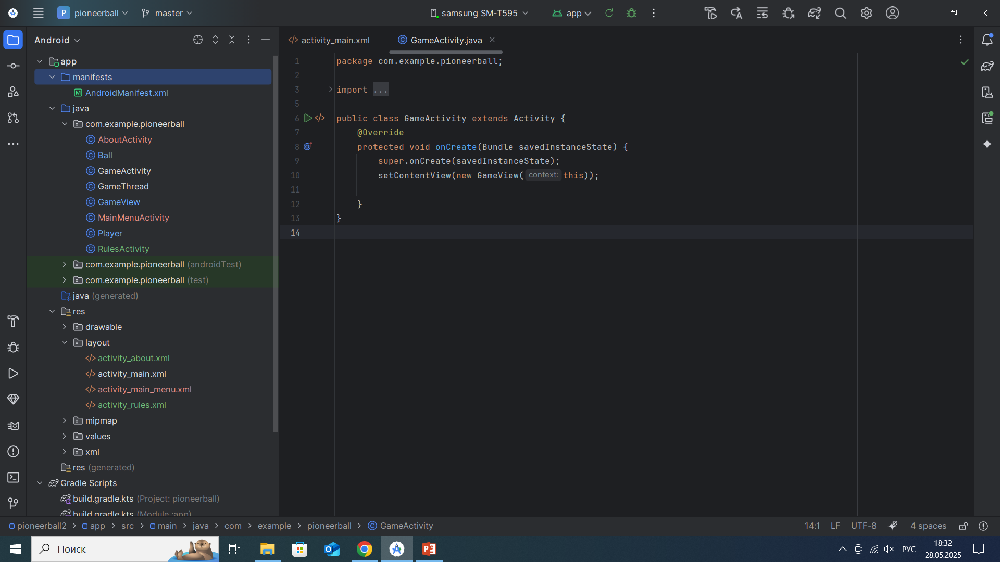 P pioneerball master samsung SM-T595 app
Android
activity_main.xml GameActivity.java
app
manifests
AndroidManifest.xml
java
com.example.pioneerball
AboutActivity
Ball
GameActivity
GameThread
GameView
MainMenuActivity
Player
RulesActivity
com.example.pioneerball (androidTest)
com.example.pioneerball (test)
java (generated)
res
drawable
layout
activity_about.xml
activity_main.xml
activity_main_menu.xml
activity_rules.xml
mipmap
values
xml
res (generated)
Gradle Scripts
build.gradle.kts (Project: pioneerball)
build.gradle.kts (Module :app)
1 package com.example.pioneerball;
2
3 import ...
5
6 public class GameActivity extends Activity {
7 @Override
8 protected void onCreate(Bundle savedInstanceState) {
9 super.onCreate(savedInstanceState);
10 setContentView(new GameView( context: this));
11
12 }
13 }
14
pioneerball2 > app > src > main > java > com > example > pioneerball > GameActivity
14:1 LF UTF-8 4 spaces
Поиск
РУС
18:32
28.05.2025